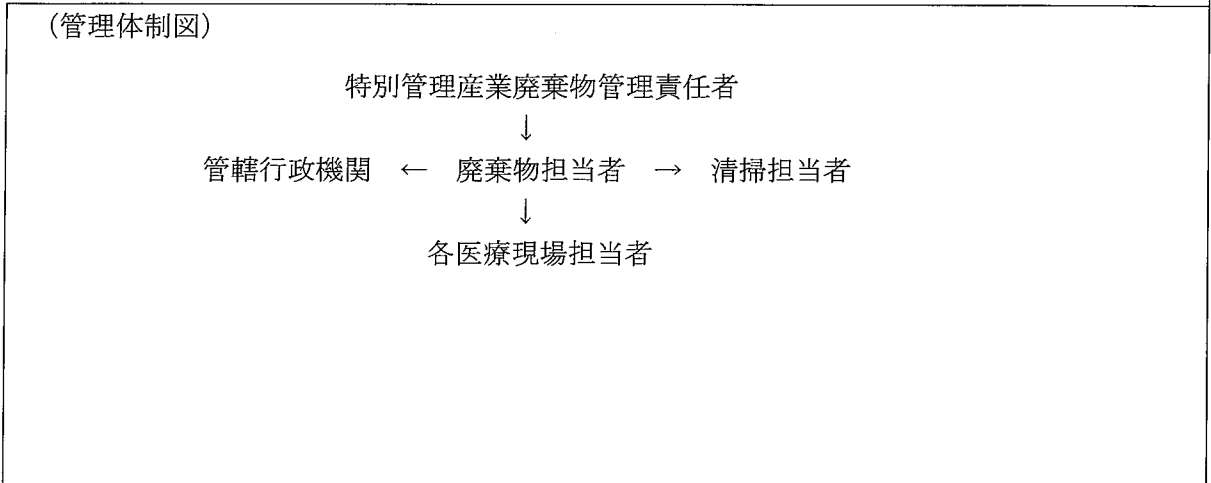 (管理体制図)
特別管理産業廃棄物管理責任者
↓
管轄行政機関 ← 廃棄物担当者 → 清掃担当者
↓
各医療現場担当者